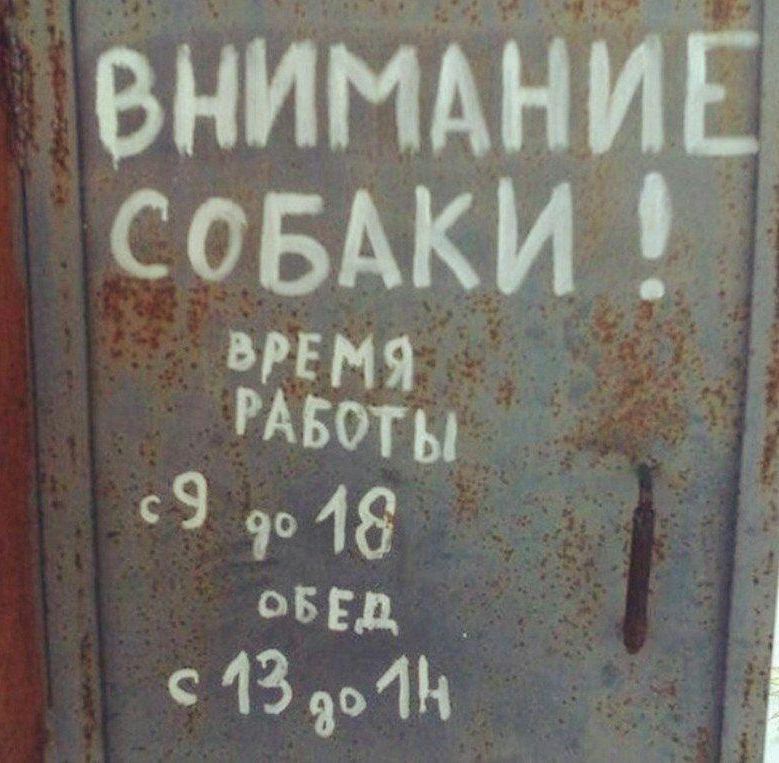 ВНИМАНИЕ
СОБАКИ!
ВРЕМЯ
РАБОТЫ
с 9 до 18
ОБЕД
с 13 до 14